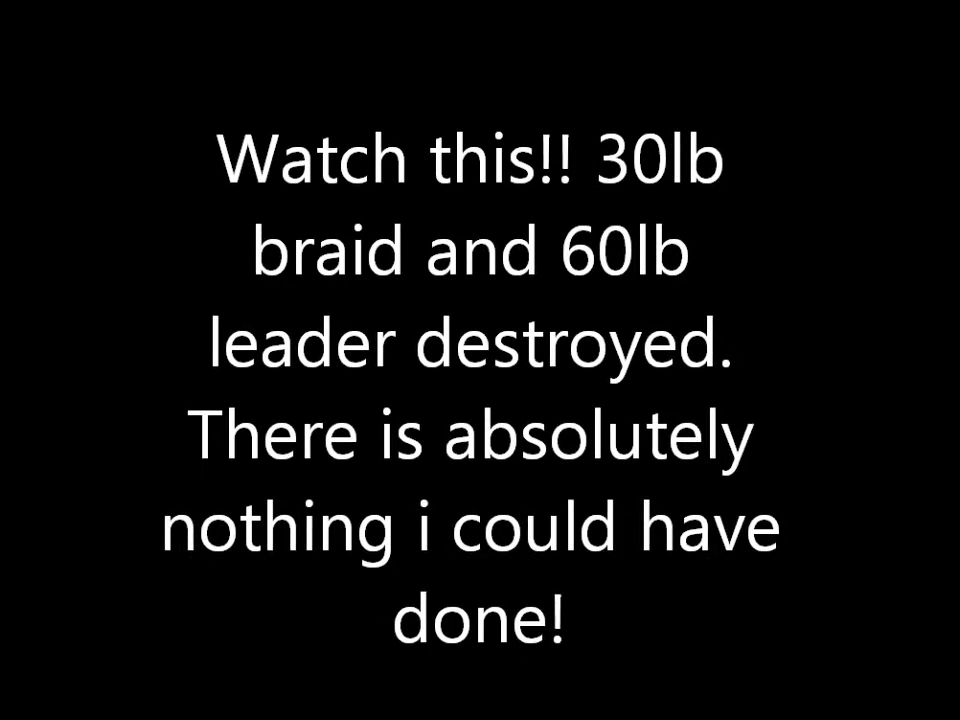 Watch this!! 30lb
braid and 60lb
leader destroyed.
There is absolutely
nothing i could have
done!